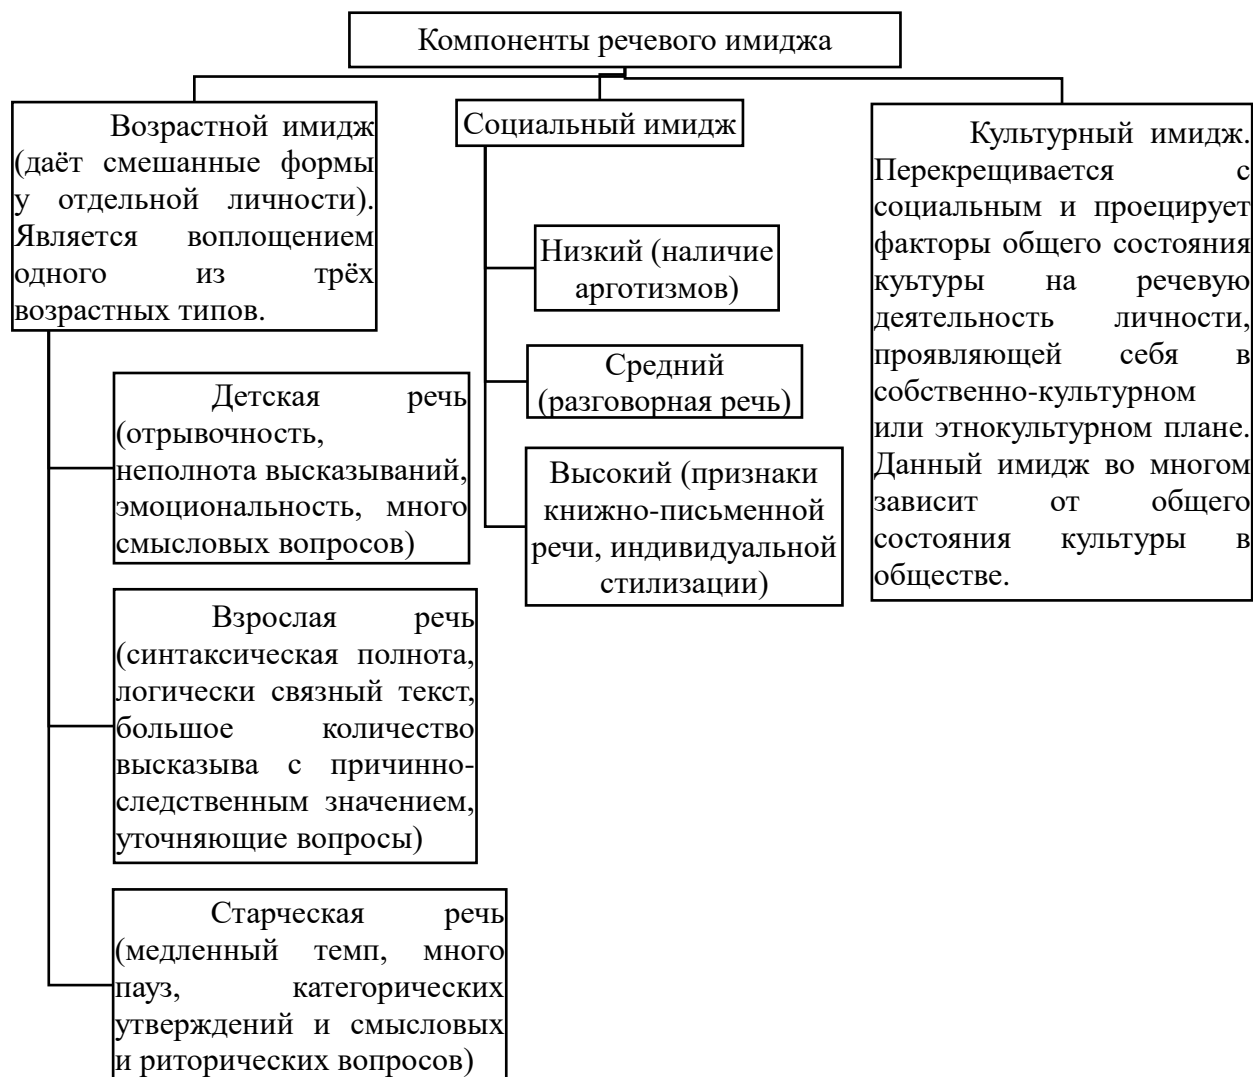 Компоненты речевого имиджа
Возрастной имидж
(даёт смешанные формы
у отдельной личности).
Является воплощением
одного из трёх
возрастных типов.
Детская речь
(отрывочность,
неполнота высказываний,
эмоциональность, много
смысловых вопросов)
Взрослая речь
(синтаксическая полнота,
логически связный текст,
большое количество
высказыва с причинно-
следственным значением,
уточняющие вопросы)
Старческая речь
(медленный темп, много
пауз, категорических
утверждений и смысловых
и риторических вопросов)
Социальный имидж
Низкий (наличие
арготизмов)
Средний
(разговорная речь)
Высокий (признаки
книжно-письменной
речи, индивидуальной
стилизации)
Культурный имидж.
Перекрещивается с
социальным и проецирует
факторы общего состояния
куьтуры на речевую
деятельность личности,
проявляющей себя в
собственно-культурном
или этнокультурном плане.
Данный имидж во многом
зависит от общего
состояния культуры в
обществе.